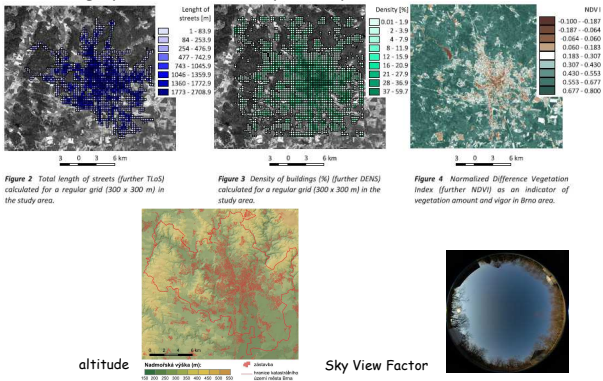 Lenght of
streets [m]
1 - 83.9
84 - 253.9
254 - 476.9
477 - 742.9
743 - 1045.9
1046 - 1359.9
1360 - 1772.9
1773 - 2708.9
3 0 3 6 km
Figure 2 Total length of streets (further TLoS)
calculated for a regular grid (300 x 300 m) in
the study area.
Density [%]
0.01 - 1.9
2 - 3.9
4 - 7.9
8 - 11.9
12 - 15.9
16 - 20.9
21 - 27.9
28 - 36.9
37 - 59.7
3 0 3 6 km
Figure 3 Density of buildings (%) (further DENS)
calculated for a regular grid (300 x 300 m) in the
study area.
NDVI
-0.100 - -0.187
-0.187 - -0.064
-0.064 - 0.060
0.060 - 0.183
0.183 - 0.307
0.307 - 0.430
0.430 - 0.553
0.553 - 0.677
0.677 - 0.800
3 0 3 6 km
Figure 4 Normalized Difference Vegetation
Index (further NDVI) as an indicator of
vegetation amount and vigor in Brno area.
altitude
Nadmořská výška (m):
150 200 250 300 350 400 450 500 550
zástavba
hranice katastrálního
území města Brna
Sky View Factor